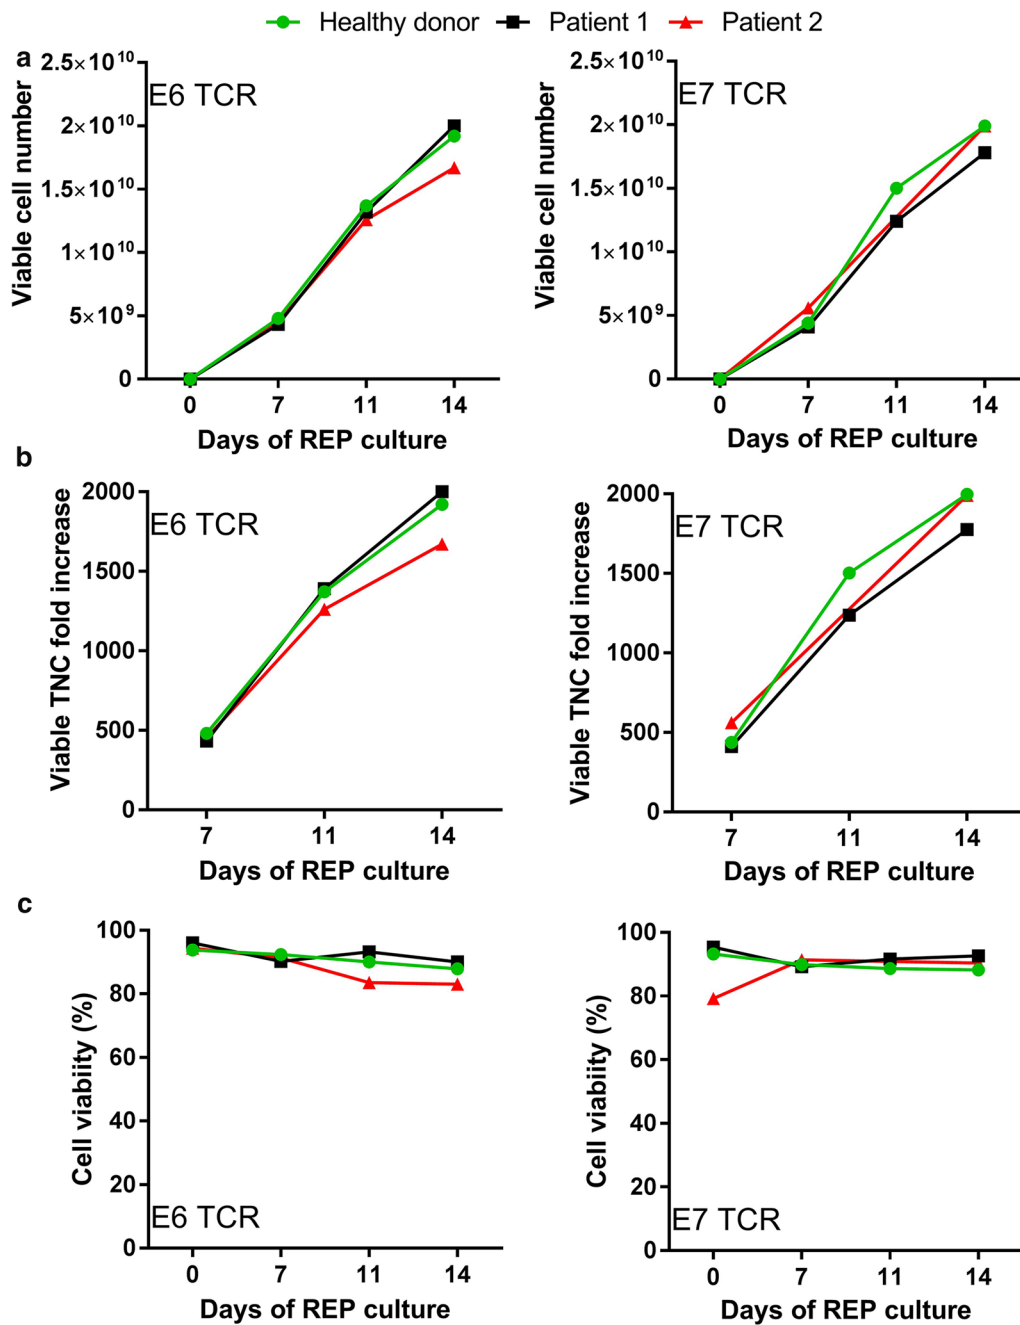 Healthy donor Patient 1 Patient 2
a
E6 TCR
Viable cell number
2.5×10¹⁰
2×10¹⁰
1.5×10¹⁰
1×10¹⁰
5×10⁹
0
0 7 11 14
Days of REP culture
E7 TCR
Viable cell number
2.5×10¹⁰
2×10¹⁰
1.5×10¹⁰
1×10¹⁰
5×10⁹
0
0 7 11 14
Days of REP culture
b
E6 TCR
Viable TNC fold increase
2000
1500
1000
500
0
7 11 14
Days of REP culture
E7 TCR
Viable TNC fold increase
2000
1500
1000
500
0
7 11 14
Days of REP culture
c
Cell viabiity (%)
100
80
60
40
20
0
E6 TCR
0 7 11 14
Days of REP culture
Cell viabiity (%)
100
80
60
40
20
0
E7 TCR
0 7 11 14
Days of REP culture